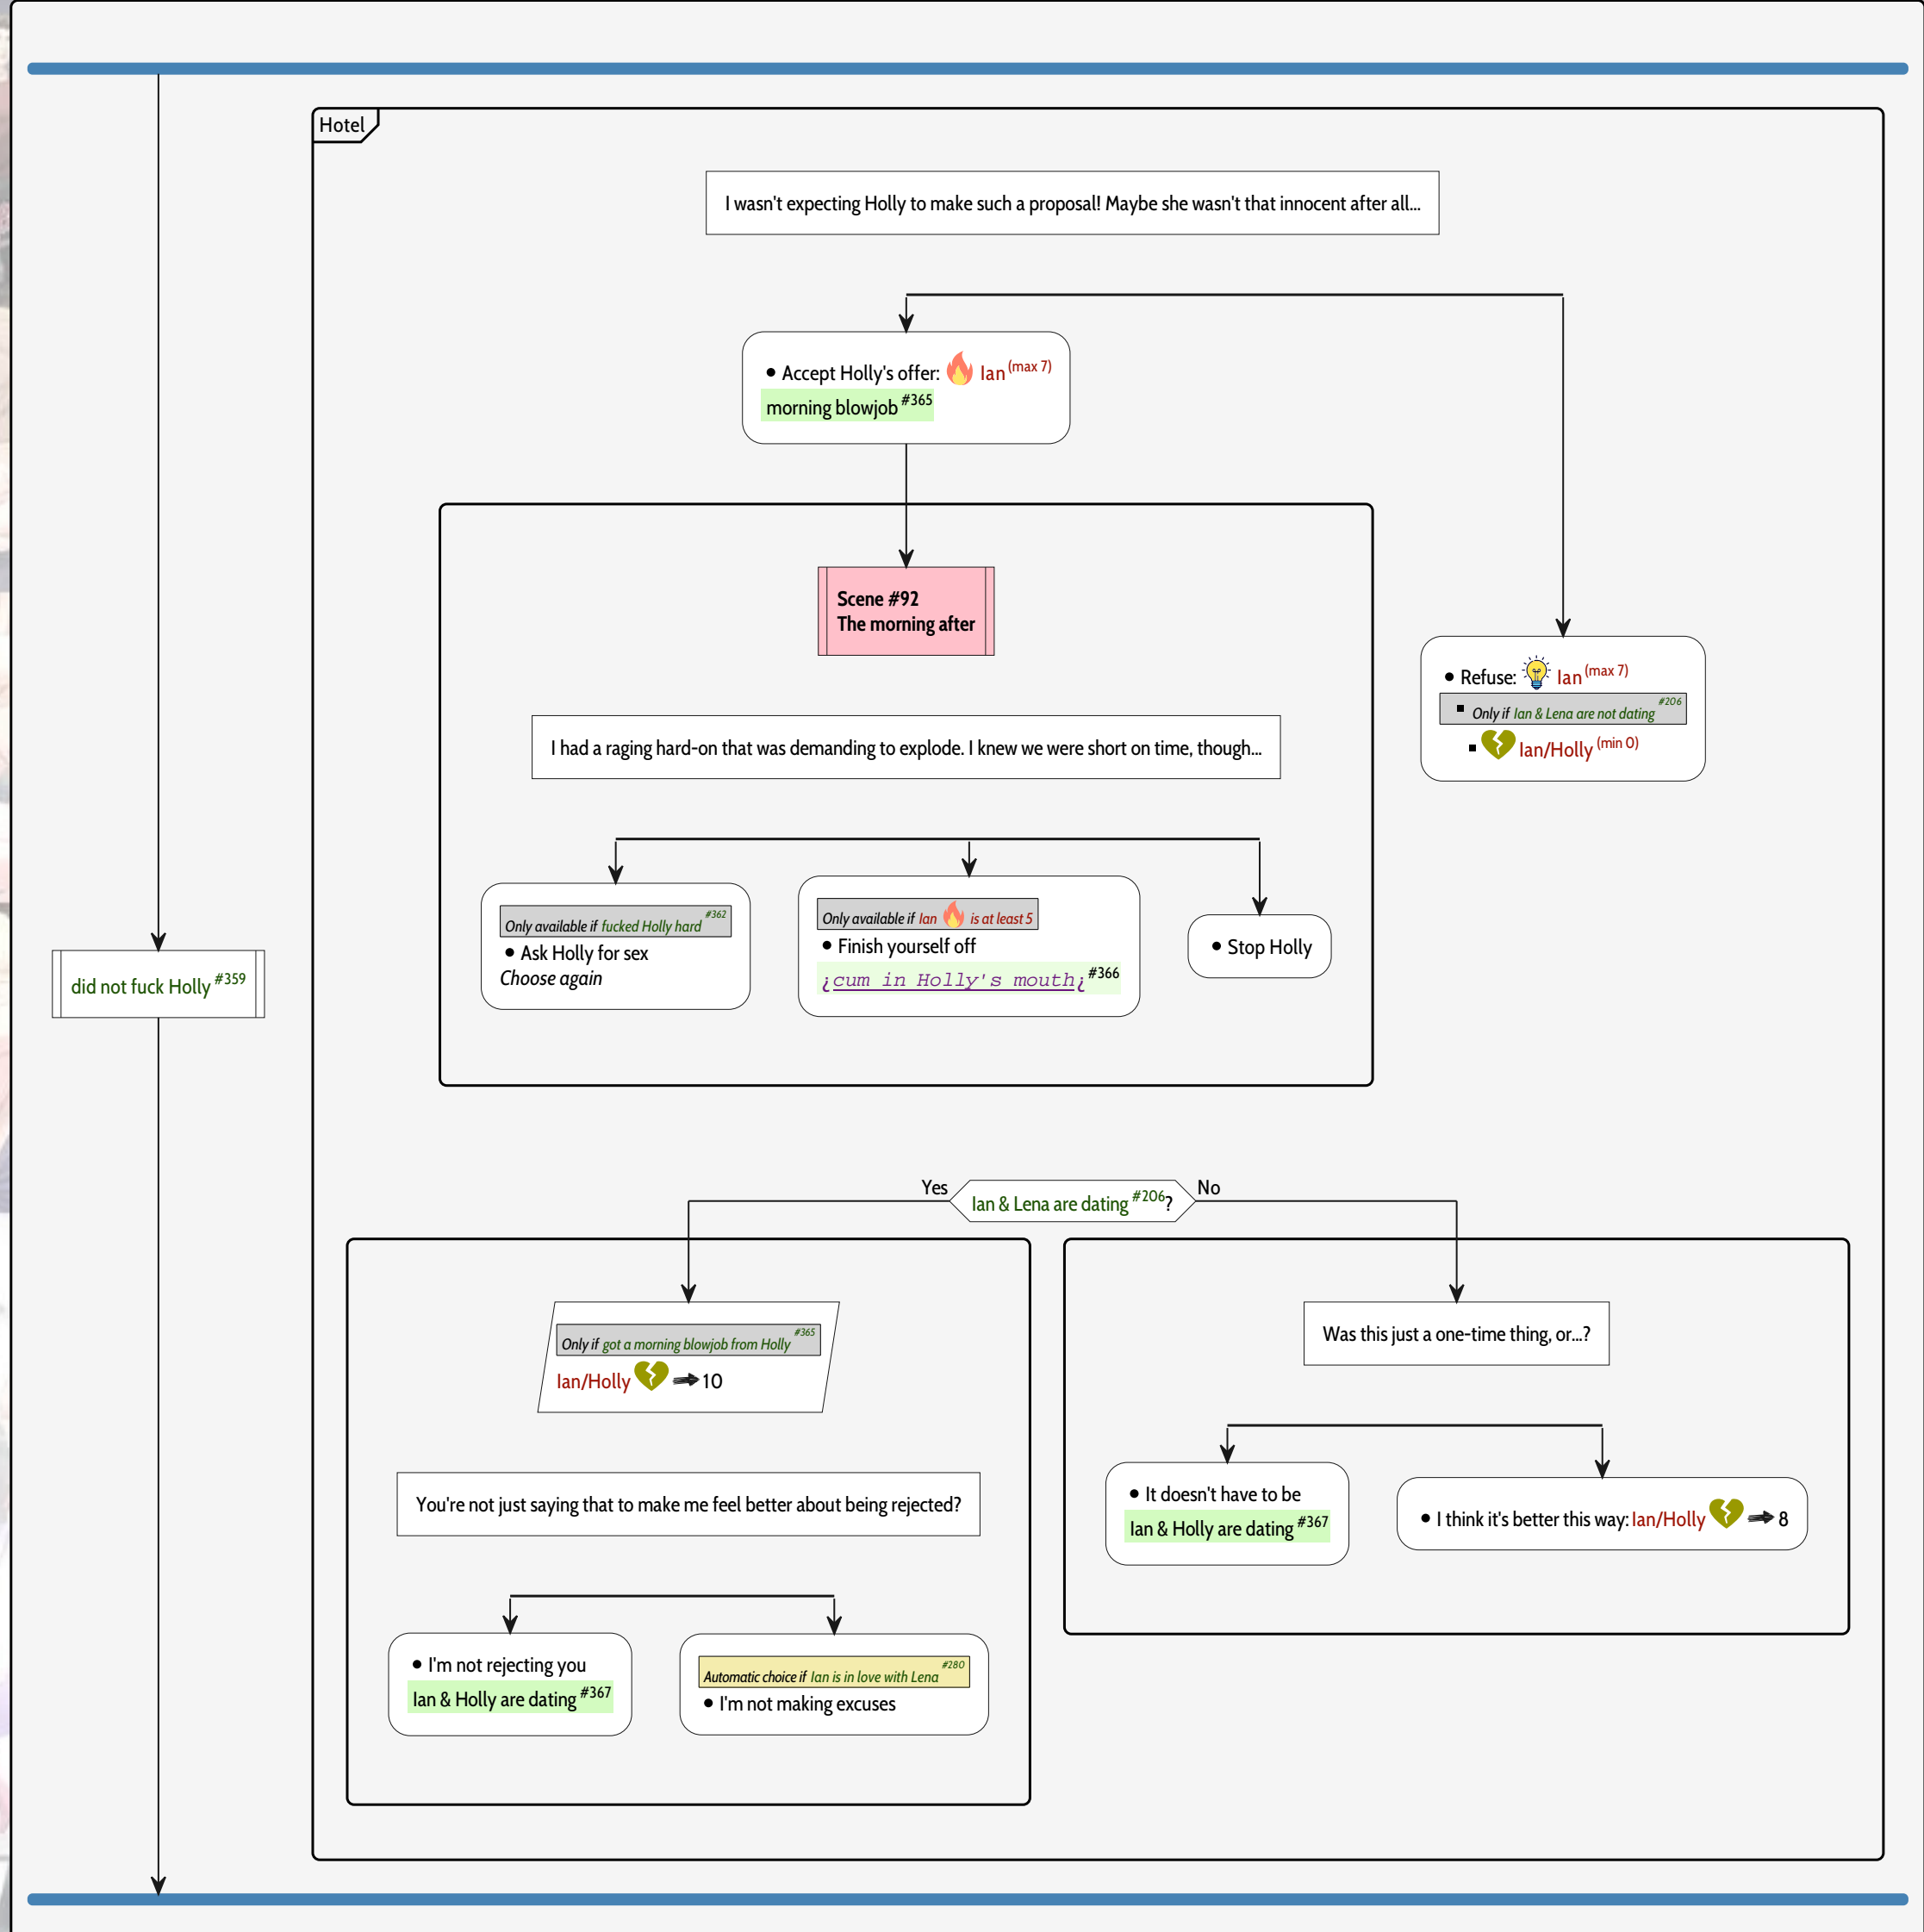 Hotel
I wasn't expecting Holly to make such a proposal! Maybe she wasn't that innocent after all...
• Accept Holly's offer: Ian (max 7)
morning blowjob #365
Scene #92
The morning after
• Refuse: Ian (max 7)
▪ Only if Ian & Lena are not dating #206
▪ Ian/Holly (min 0)
I had a raging hard-on that was demanding to explode. I knew we were short on time, though...
Only available if fucked Holly hard #362
• Ask Holly for sex
Choose again
Only available if Ian is at least 5
• Finish yourself off
¿cum in Holly's mouth¿ #366
• Stop Holly
did not fuck Holly #359
Yes
Ian & Lena are dating #206?
No
Only if got a morning blowjob from Holly #365
Ian/Holly 10
You're not just saying that to make me feel better about being rejected?
• I'm not rejecting you
Ian & Holly are dating #367
Automatic choice if Ian is in love with Lena #280
• I'm not making excuses
Was this just a one-time thing, or...?
• It doesn't have to be
Ian & Holly are dating #367
• I think it's better this way: Ian/Holly 8